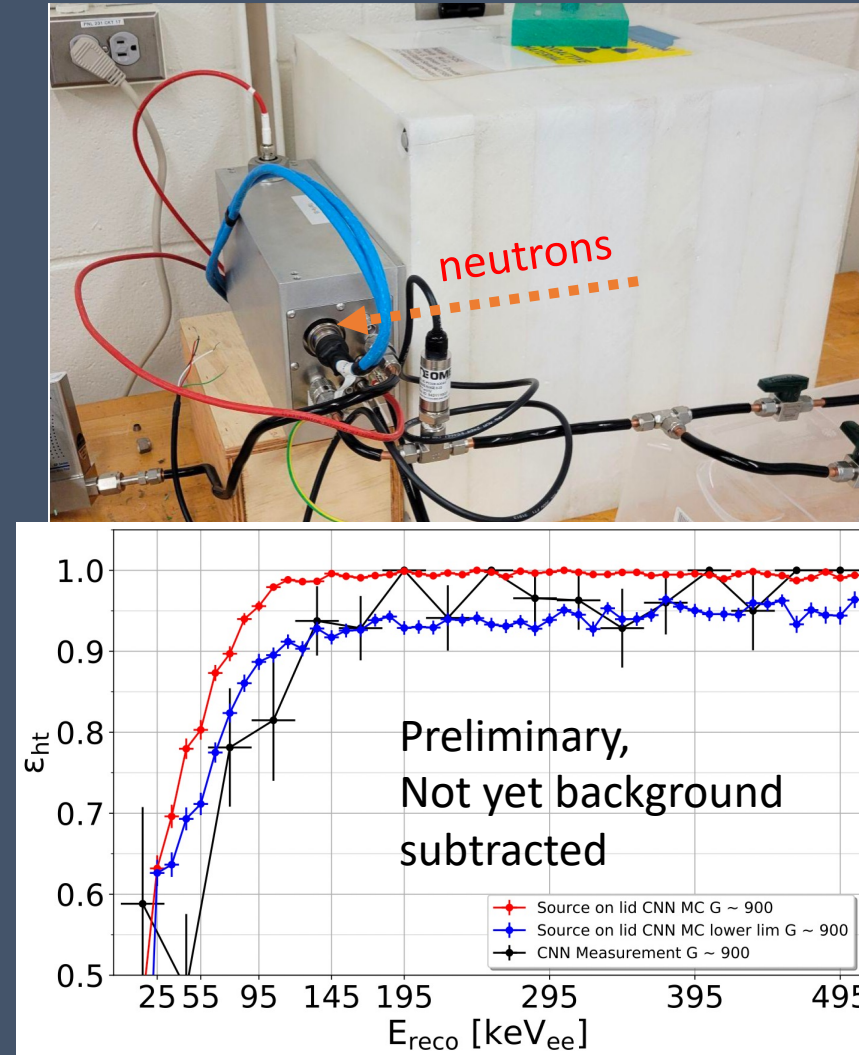 neutrons
1.0
0.9
0.8
0.7
0.6
0.5
ε_ht
Preliminary,
Not yet background
subtracted
Source on lid CNN MC G ~ 900
Source on lid CNN MC lower lim G ~ 900
CNN Measurement G ~ 900
25 55 95 145 195 295 395 495
E_reco [keV_ee]